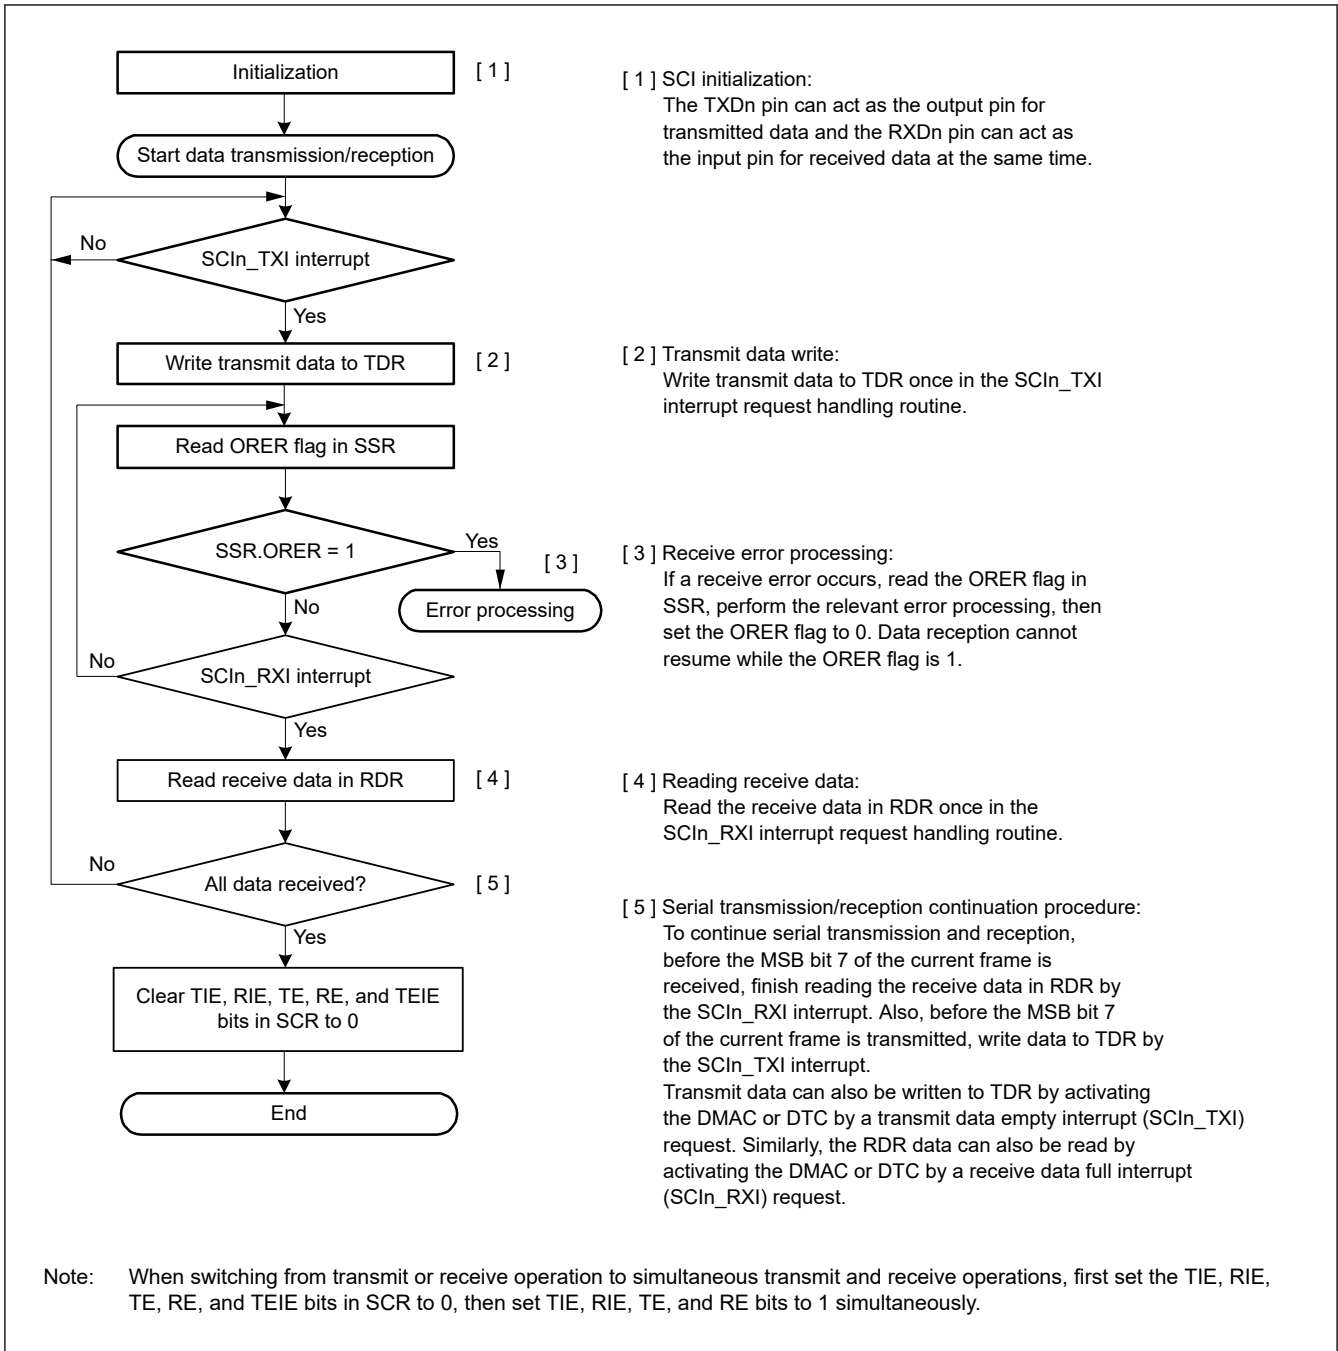 Initialization
[ 1 ]
Start data transmission/reception
[ 1 ] SCI initialization:
The TXDn pin can act as the output pin for
transmitted data and the RXDn pin can act as
the input pin for received data at the same time.
No
SCIn_TXI interrupt
Yes
Write transmit data to TDR
[ 2 ]
[ 2 ] Transmit data write:
Write transmit data to TDR once in the SCIn_TXI
interrupt request handling routine.
Read ORER flag in SSR
SSR.ORER = 1
Yes
[ 3 ]
Error processing
No
[ 3 ] Receive error processing:
If a receive error occurs, read the ORER flag in
SSR, perform the relevant error processing, then
set the ORER flag to 0. Data reception cannot
resume while the ORER flag is 1.
No
SCIn_RXI interrupt
Yes
Read receive data in RDR
[ 4 ]
[ 4 ] Reading receive data:
Read the receive data in RDR once in the
SCIn_RXI interrupt request handling routine.
No
All data received?
[ 5 ]
Yes
Clear TIE, RIE, TE, RE, and TEIE
bits in SCR to 0
End
[ 5 ] Serial transmission/reception continuation procedure:
To continue serial transmission and reception,
before the MSB bit 7 of the current frame is
received, finish reading the receive data in RDR by
the SCIn_RXI interrupt. Also, before the MSB bit 7
of the current frame is transmitted, write data to TDR by
the SCIn_TXI interrupt.
Transmit data can also be written to TDR by activating
the DMAC or DTC by a transmit data empty interrupt (SCIn_TXI)
request. Similarly, the RDR data can also be read by
activating the DMAC or DTC by a receive data full interrupt
(SCIn_RXI) request.
Note: When switching from transmit or receive operation to simultaneous transmit and receive operations, first set the TIE, RIE,
TE, RE, and TEIE bits in SCR to 0, then set TIE, RIE, TE, and RE bits to 1 simultaneously.